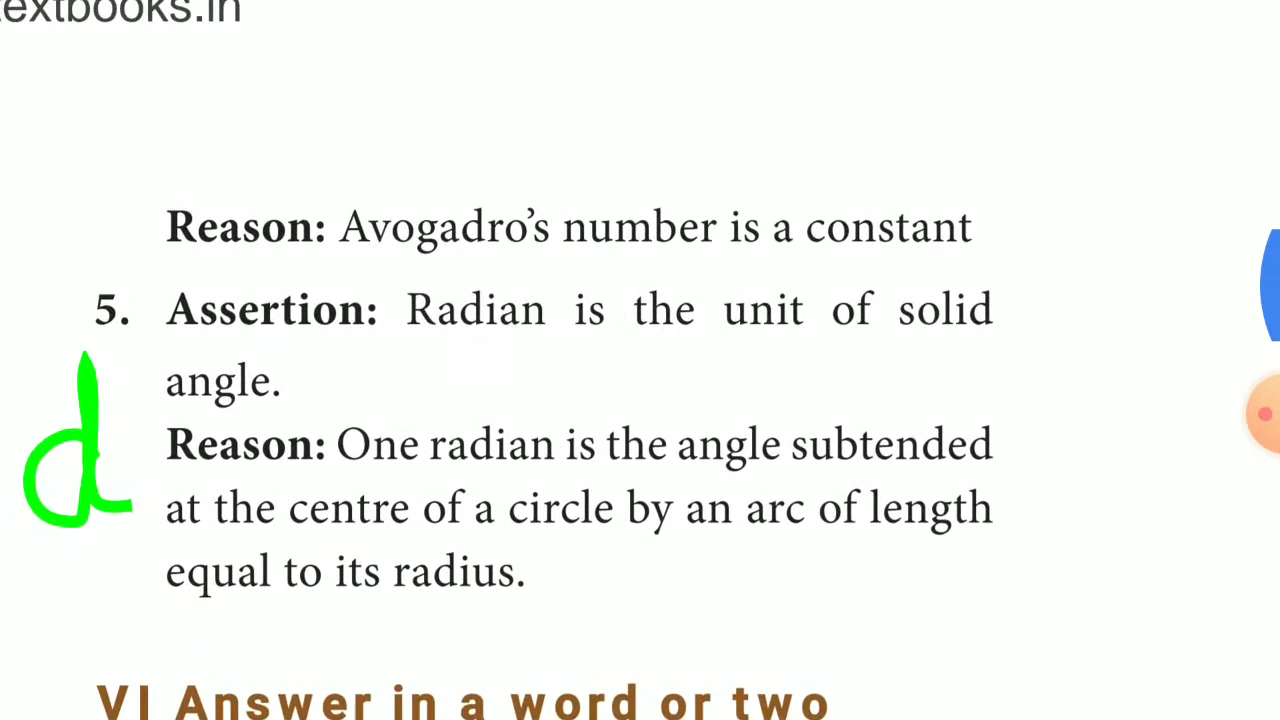 textbooks.in
Reason: Avogadro's number is a constant
5. Assertion: Radian is the unit of solid
angle.
d
Reason: One radian is the angle subtended
at the centre of a circle by an arc of length
equal to its radius.
VI Answer in a word or two